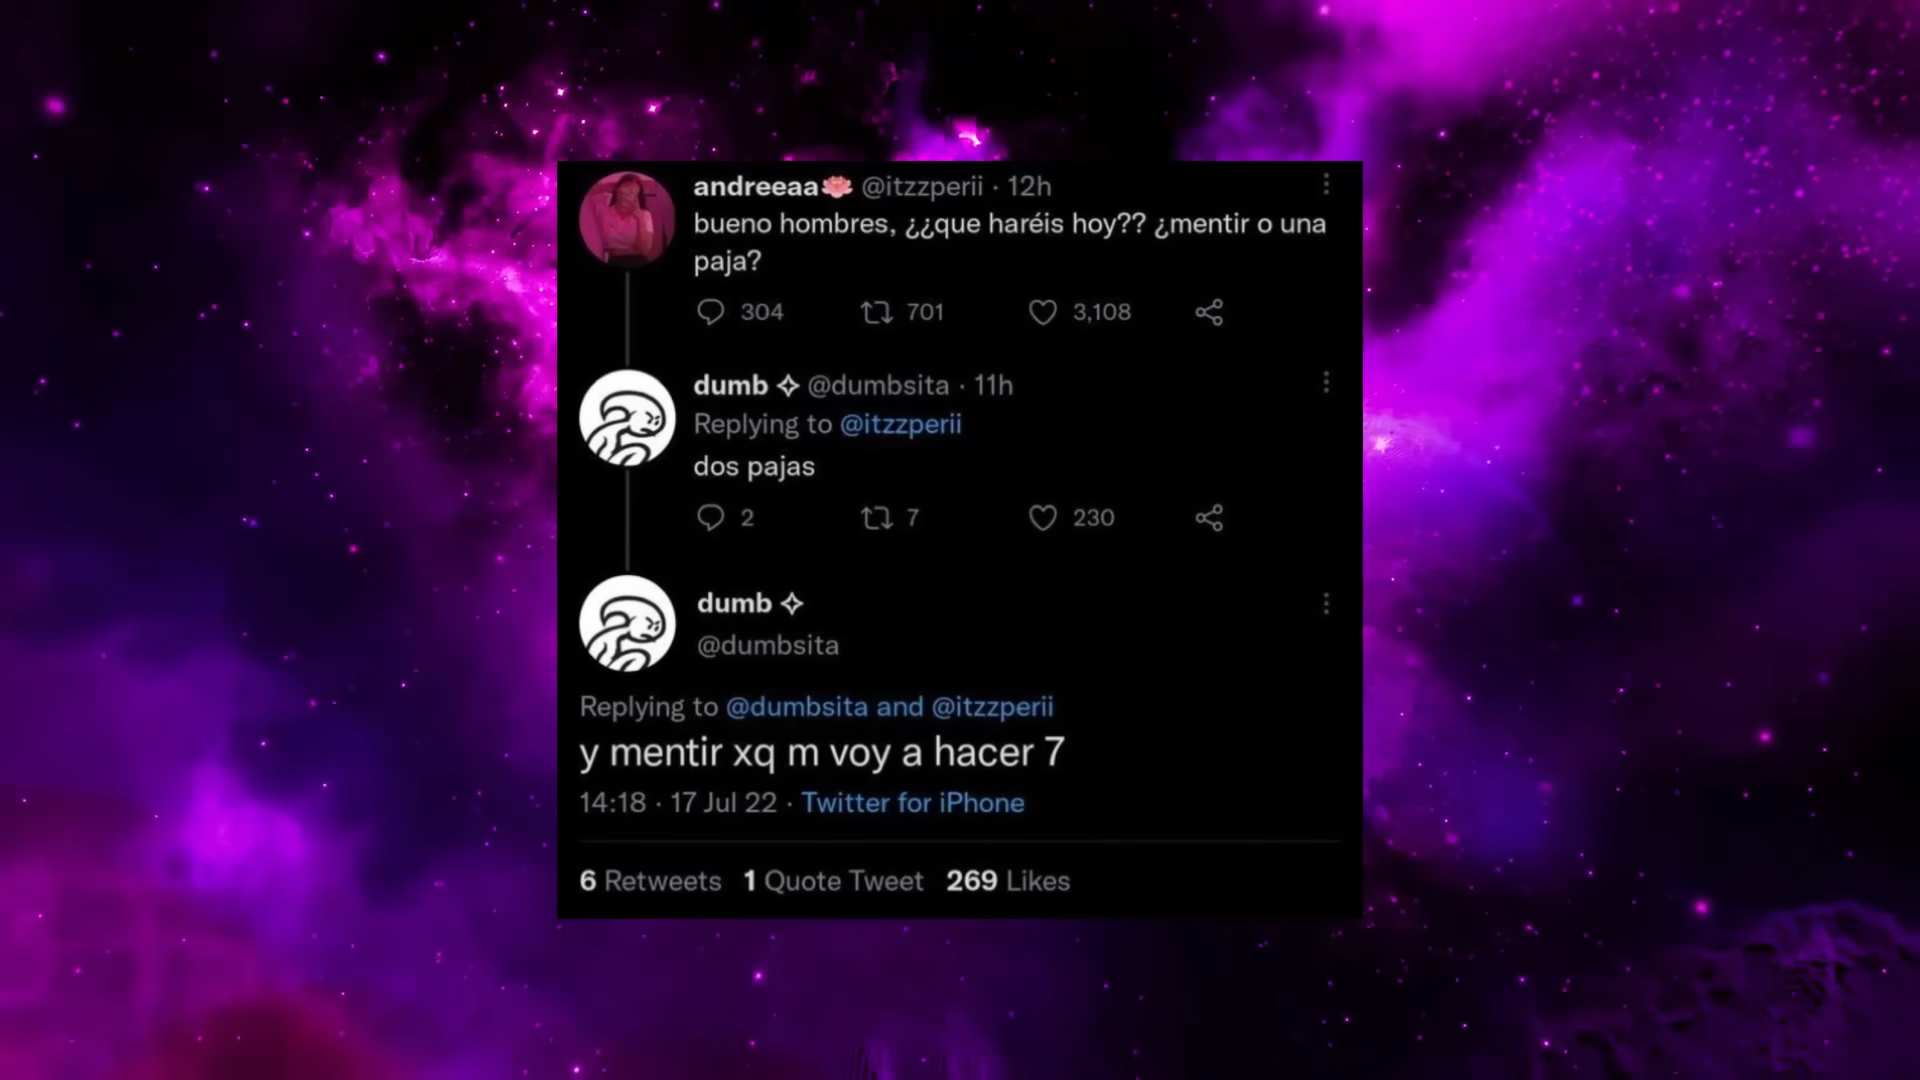 andreeaa🪷 @itzzperii · 12h
bueno hombres, ¿¿que haréis hoy?? ¿mentir o una
paja?
304 701 3,108
dumb ✧ @dumbsita · 11h
Replying to @itzzperii
dos pajas
2 7 230
dumb ✧
@dumbsita
Replying to @dumbsita and @itzzperii
y mentir xq m voy a hacer 7
14:18 · 17 Jul 22 · Twitter for iPhone
6 Retweets 1 Quote Tweet 269 Likes